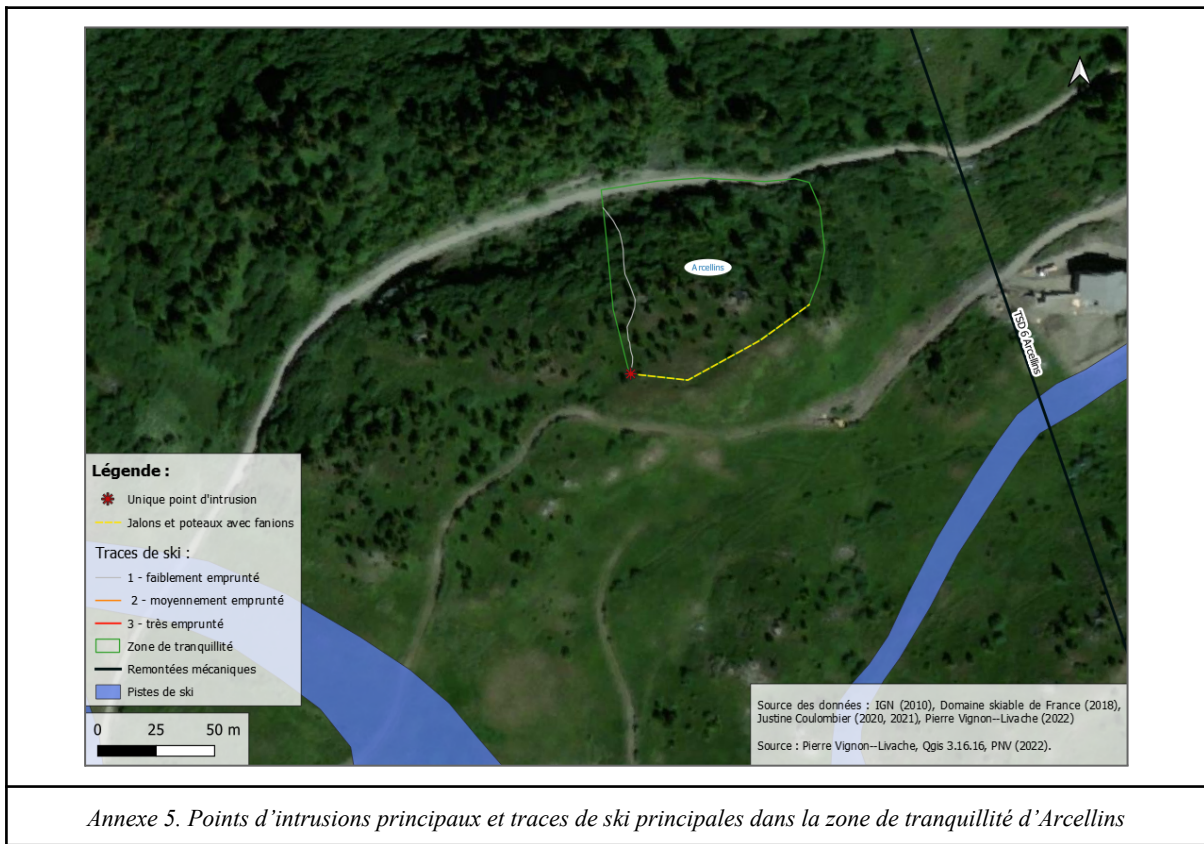 Arcellins
TSD 6 Arcellins
Légende :
Unique point d'intrusion
Jalons et poteaux avec fanions
Traces de ski :
1 - faiblement emprunté
2 - moyennement emprunté
3 - très emprunté
Zone de tranquillité
Remontées mécaniques
Pistes de ski
0 25 50 m
Source des données : IGN (2010), Domaine skiable de France (2018),
Justine Coulombier (2020, 2021), Pierre Vignon--Livache (2022)
Source : Pierre Vignon--Livache, Qgis 3.16.16, PNV (2022).
Annexe 5. Points d'intrusions principaux et traces de ski principales dans la zone de tranquillité d'Arcellins